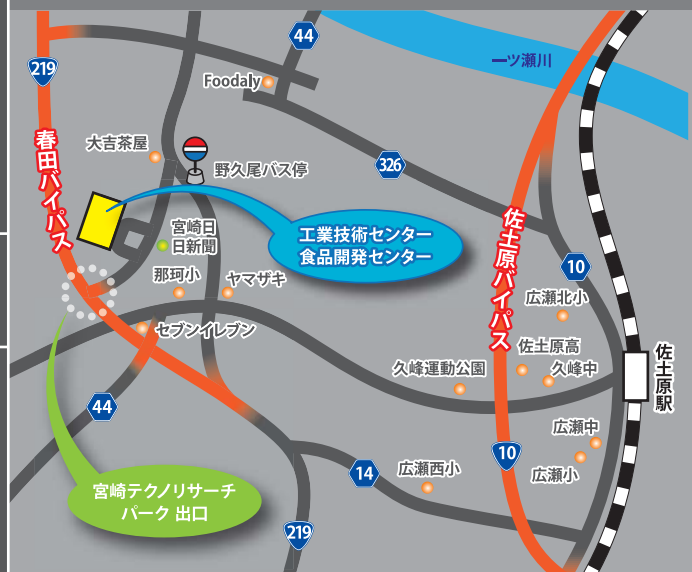 44
219
一ツ瀬川
Foodaly
大吉茶屋
春田バイパス
326
野久尾バス停
佐土原バイパス
宮崎日
日新聞
工業技術センター
食品開発センター
10
那珂小
ヤマザキ
広瀬北小
セブンイレブン
佐土原高
久峰中
久峰運動公園
佐土原駅
44
広瀬中
10
広瀬小
14
広瀬西小
宮崎テクノリサーチ
パーク 出口
219